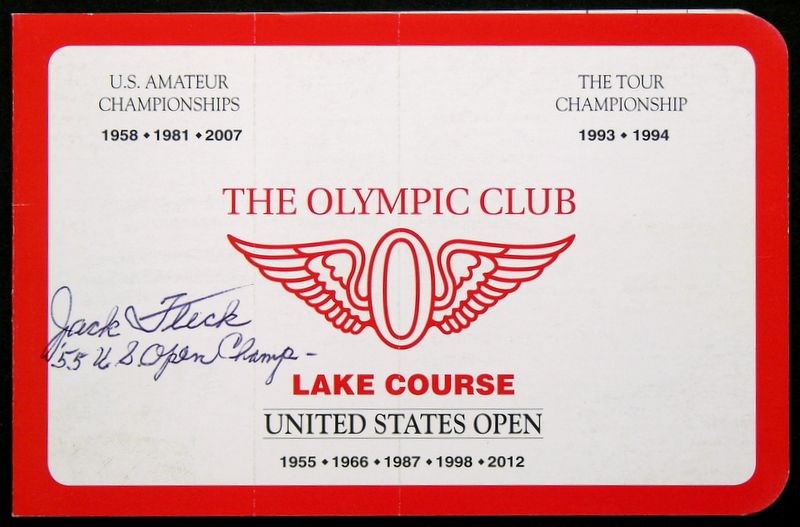 U.S. AMATEUR
CHAMPIONSHIPS
1958 ◆ 1981 ◆ 2007
THE TOUR
CHAMPIONSHIP
1993 ◆ 1994
THE OLYMPIC CLUB
Jack Fleck
'55 U S Open Champ -
LAKE COURSE
UNITED STATES OPEN
1955 ◆ 1966 ◆ 1987 ◆ 1998 ◆ 2012